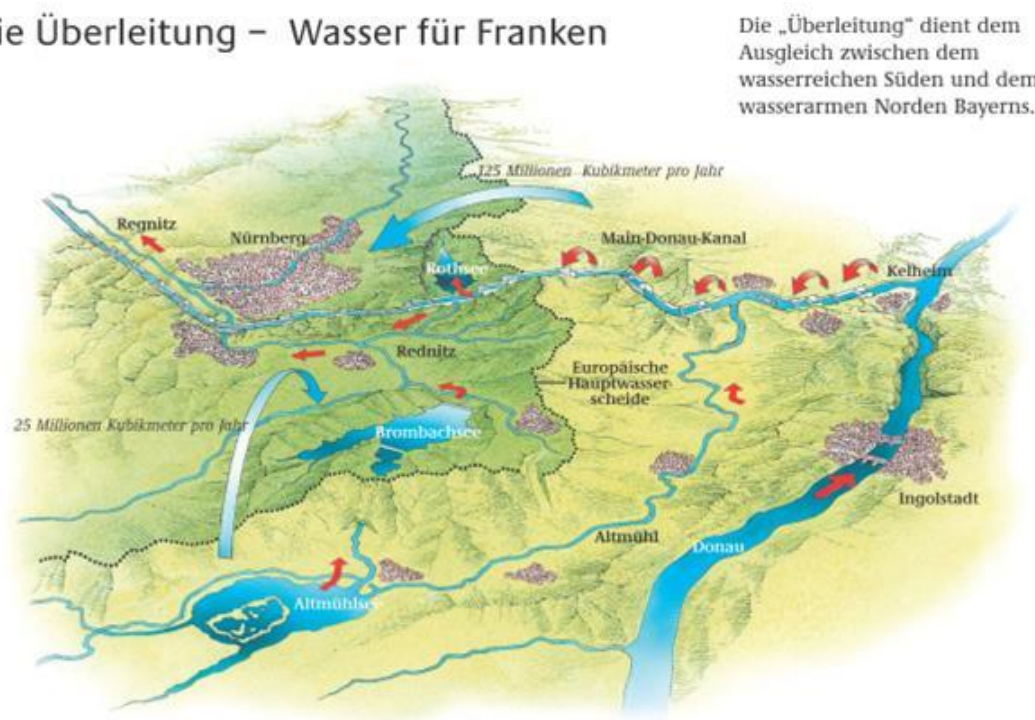 ie Überleitung – Wasser für Franken
Die „Überleitung“ dient dem
Ausgleich zwischen dem
wasserreichen Süden und dem
wasserarmen Norden Bayerns.
125 Millionen Kubikmeter pro Jahr
Regnitz
Nürnberg
Main-Donau-Kanal
Rothsee
Kelheim
Rednitz
Europäische
Hauptwasser-
scheide
25 Millionen Kubikmeter pro Jahr
Brombachsee
Ingolstadt
Altmühl
Donau
Altmühlsee